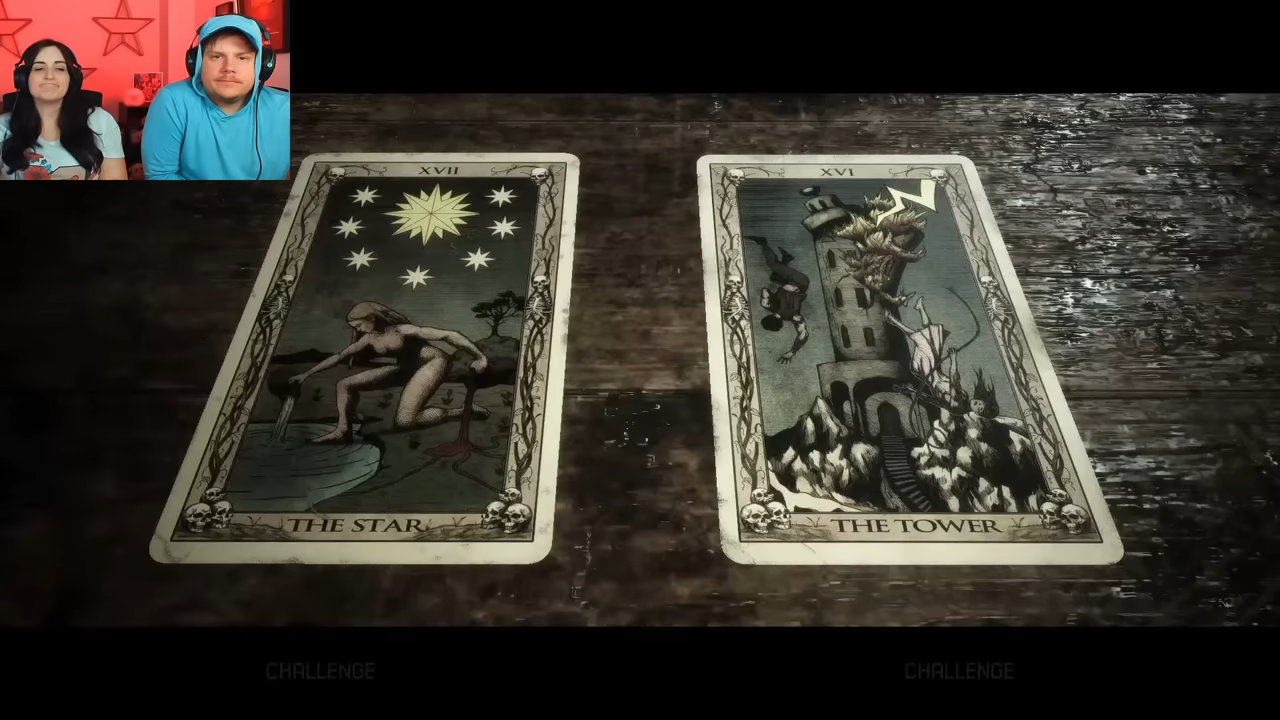 XVII
XVI
THE STAR
THE TOWER
CHALLENGE
CHALLENGE